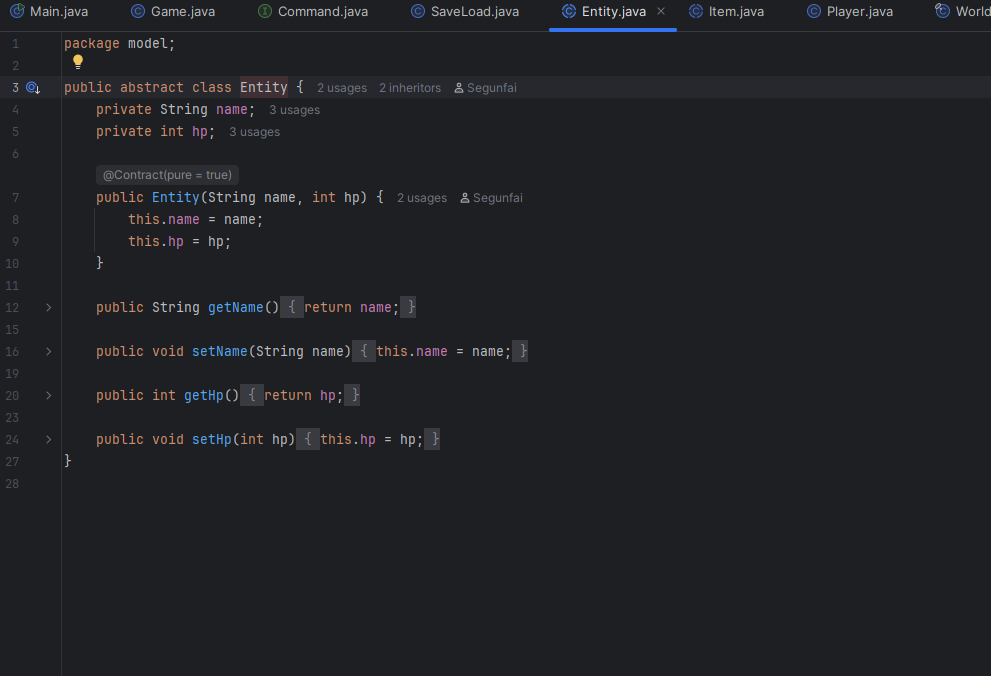 Main.java Game.java Command.java SaveLoad.java Entity.java Item.java Player.java World
1 package model;
2
3 public abstract class Entity { 2 usages 2 inheritors Segunfai
4 private String name; 3 usages
5 private int hp; 3 usages
6
@Contract(pure = true)
7 public Entity(String name, int hp) { 2 usages Segunfai
8 this.name = name;
9 this.hp = hp;
10 }
11
12 public String getName() { return name; }
15
16 public void setName(String name) { this.name = name; }
19
20 public int getHp() { return hp; }
23
24 public void setHp(int hp) { this.hp = hp; }
27 }
28